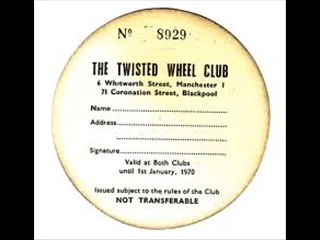 Nº 8929
THE TWISTED WHEEL CLUB
6 Whitworth Street, Manchester 1
71 Coronation Street, Blackpool
Name
Address
Signature
Valid at Both Clubs
until 1st January, 1970
Issued subject to the rules of the Club
NOT TRANSFERABLE